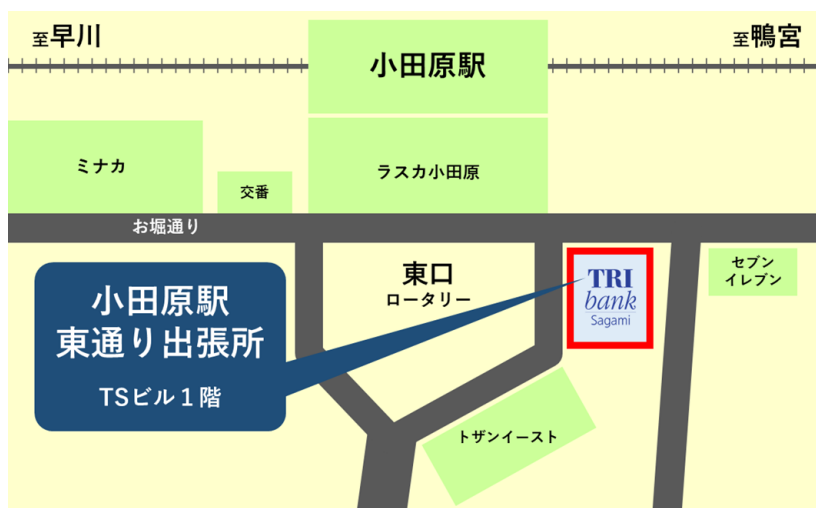 至早川
小田原駅
至鴨宮
ミナカ
交番
ラスカ小田原
お堀通り
東口
ロータリー
TRI
bank
Sagami
セブン
イレブン
小田原駅
東通り出張所
TSビル1階
トザンイースト